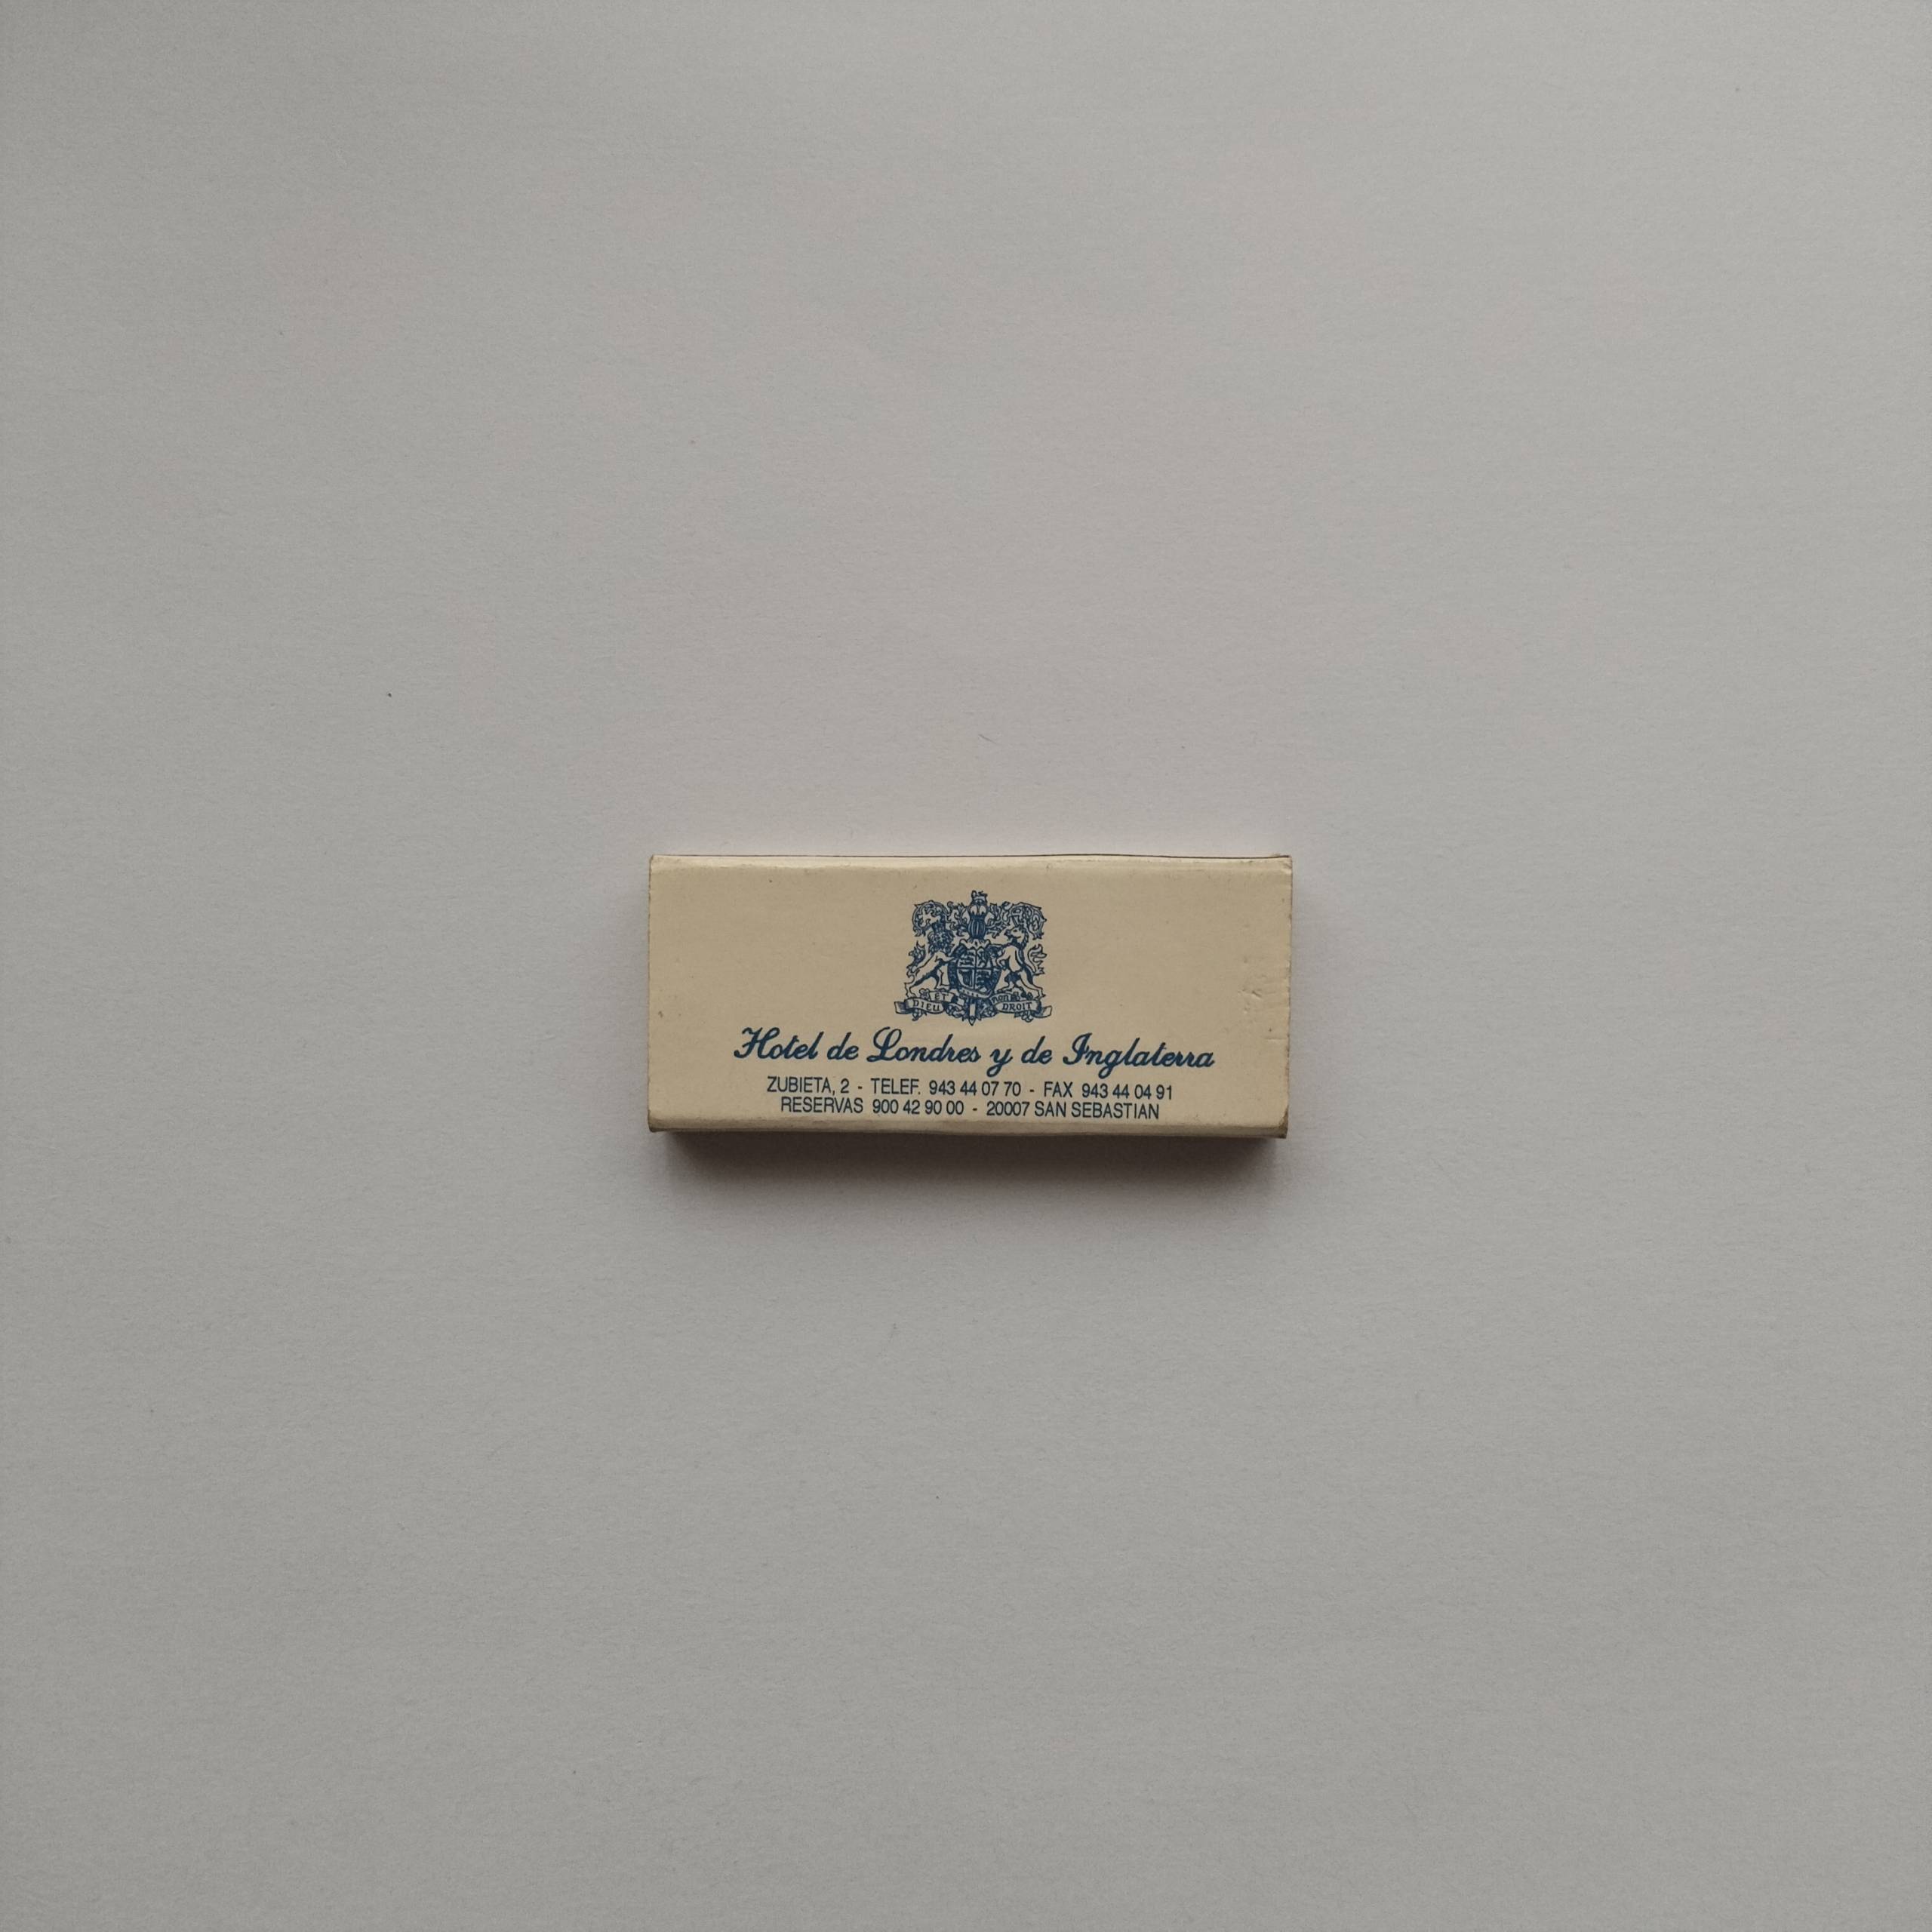 ET MON
DIEU DROIT
Hotel de Londres y de Inglaterra
ZUBIETA, 2 - TELEF. 943 44 07 70 - FAX 943 44 04 91
RESERVAS 900 42 90 00 - 20007 SAN SEBASTIAN